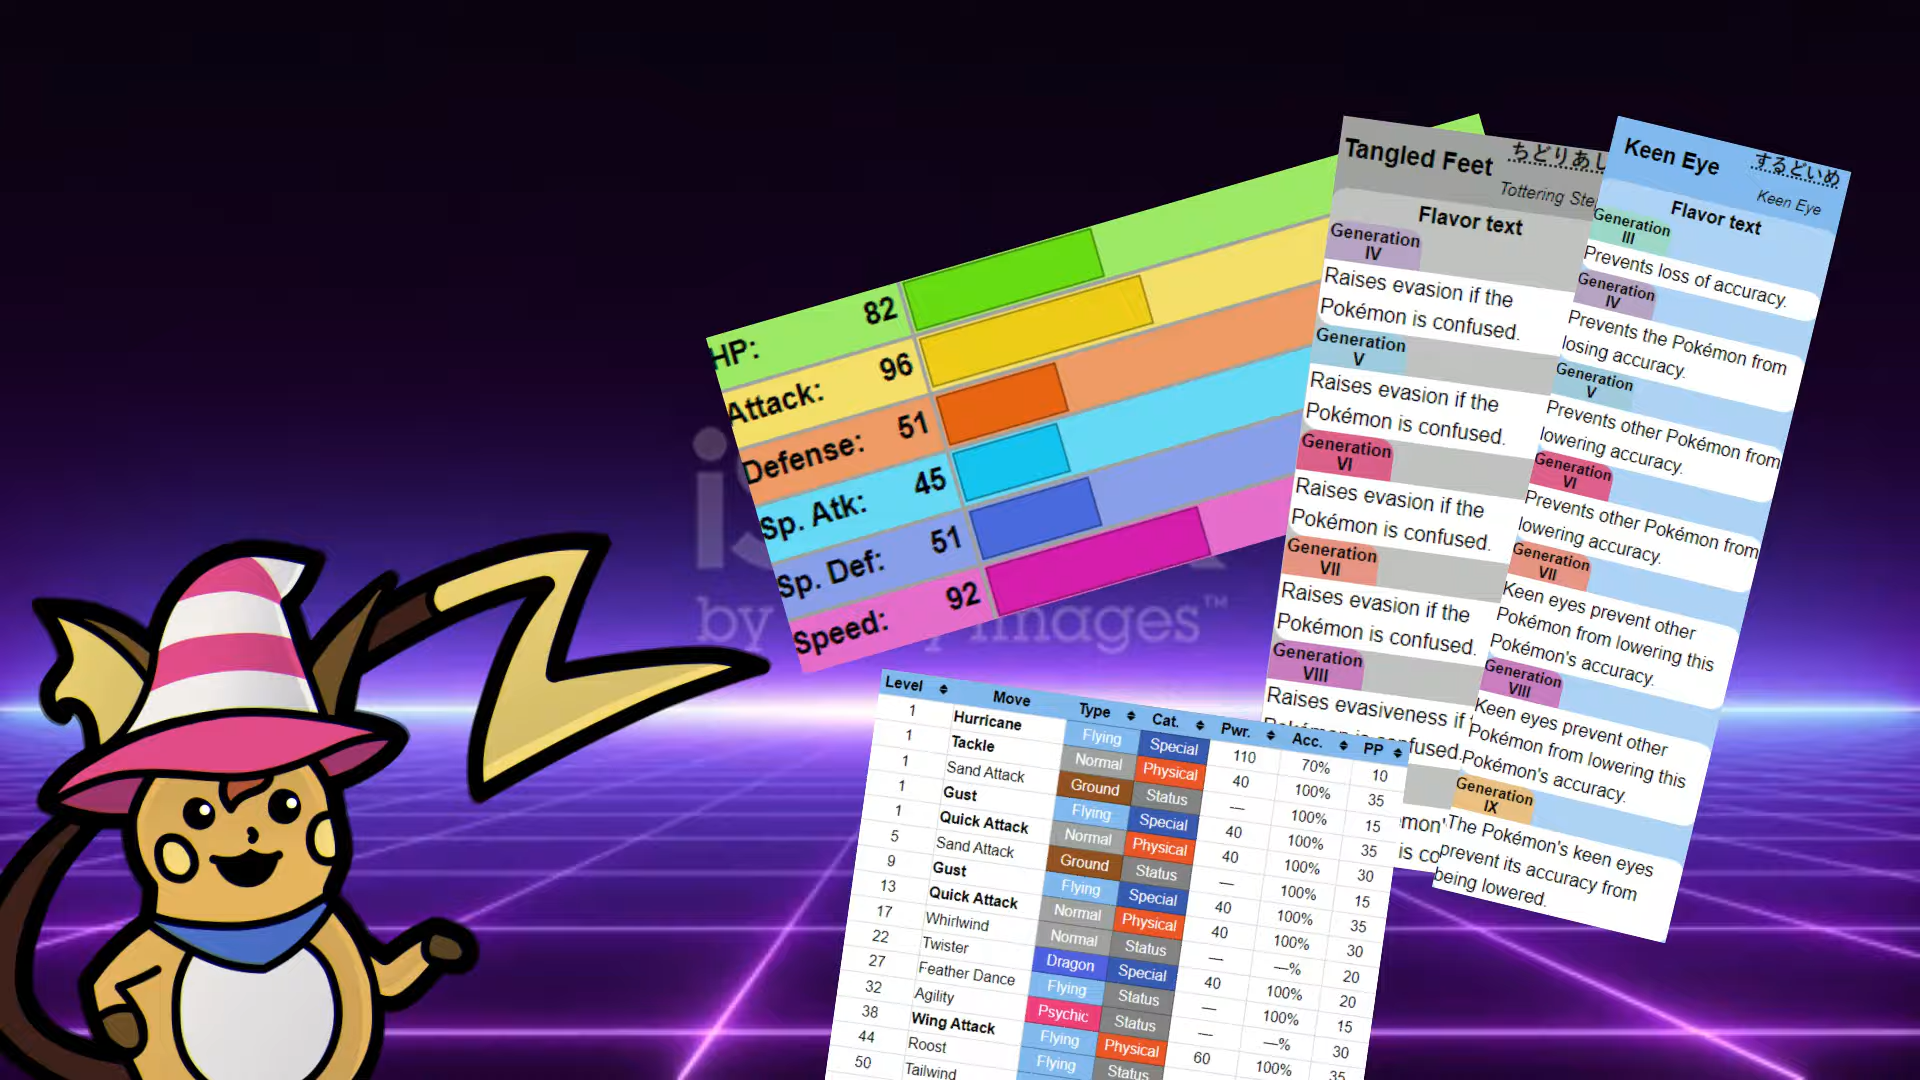 HP: 82
Attack: 96
Defense: 51
Sp. Atk: 45
Sp. Def: 51
Speed: 92
Tangled Feet ちどりあし
Tottering
Flavor text
Generation
IV
Raises evasion if the
Pokémon is confused.
Generation
V
Raises evasion if the
Pokémon is confused.
Generation
VI
Raises evasion if the
Pokémon is confused.
Generation
VII
Raises evasion if the
Pokémon is confused.
Generation
VIII
Raises evasiveness if
fused.
Keen Eye するどいめ
Keen Eye
Flavor text
Generation
III
Prevents loss of accuracy.
Generation
IV
Prevents the Pokémon from
losing accuracy.
Generation
V
Prevents other Pokémon from
lowering accuracy.
Generation
VI
Prevents other Pokémon from
lowering accuracy.
Generation
VII
Keen eyes prevent other
Pokémon from lowering this
Pokémon's accuracy.
Generation
VIII
Keen eyes prevent other
Pokémon from lowering this
Pokémon's accuracy.
Generation
IX
The Pokémon's keen eyes
prevent its accuracy from
being lowered.
Level Move Type Cat. Pwr. Acc. PP
1 Hurricane Flying Special 110 70% 10
1 Tackle Normal Physical 40 100% 35
1 Sand Attack Ground Status — 100% 15
1 Gust Flying Special 40 100% 35
1 Quick Attack Normal Physical 40 100% 30
5 Sand Attack Ground Status — 100% 15
9 Gust Flying Special 40 100% 35
13 Quick Attack Normal Physical 40 100% 30
17 Whirlwind Normal Status — —% 20
22 Twister Dragon Special 40 100% 20
27 Feather Dance Flying Status — 100% 15
32 Agility Psychic Status — —% 30
38 Wing Attack Flying Physical 60 100% 35
44 Roost Flying Status
50 Tailwind
by images™